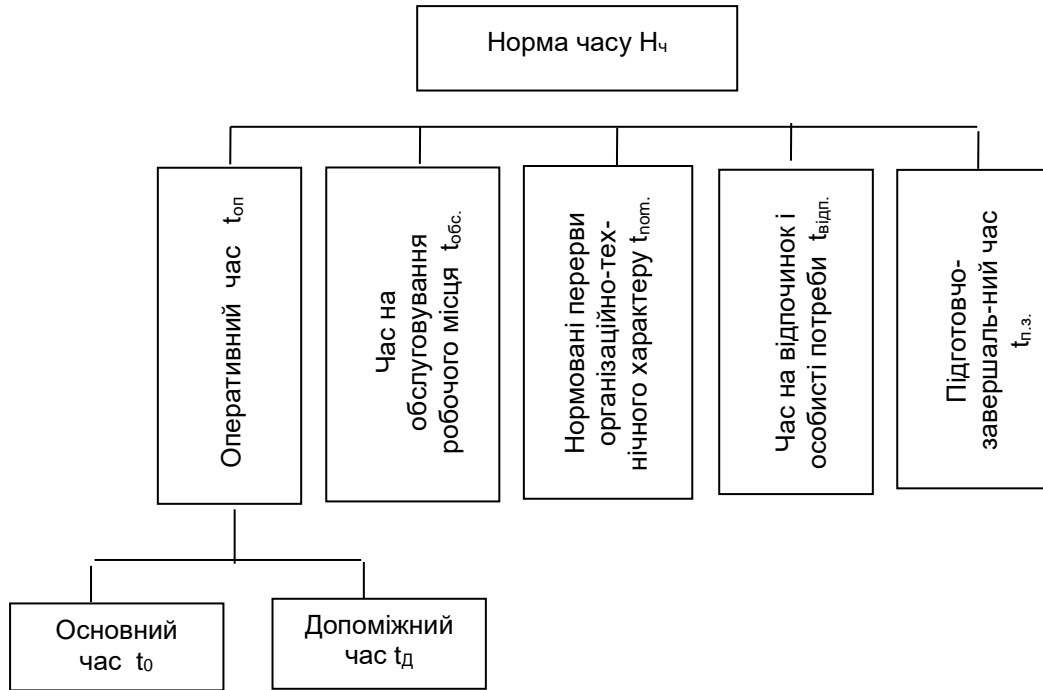 Норма часу Нч
Оперативний час tоп
Час на
обслуговування
робочого місця tобс.
Нормовані перерви
організаційно-тех-
нічного характеру tпот.
Час на відпочинок і
особисті потреби tвідп.
Підготовчо-
завершаль-ний час
tп.з.
Основний
час t0
Допоміжний
час tД